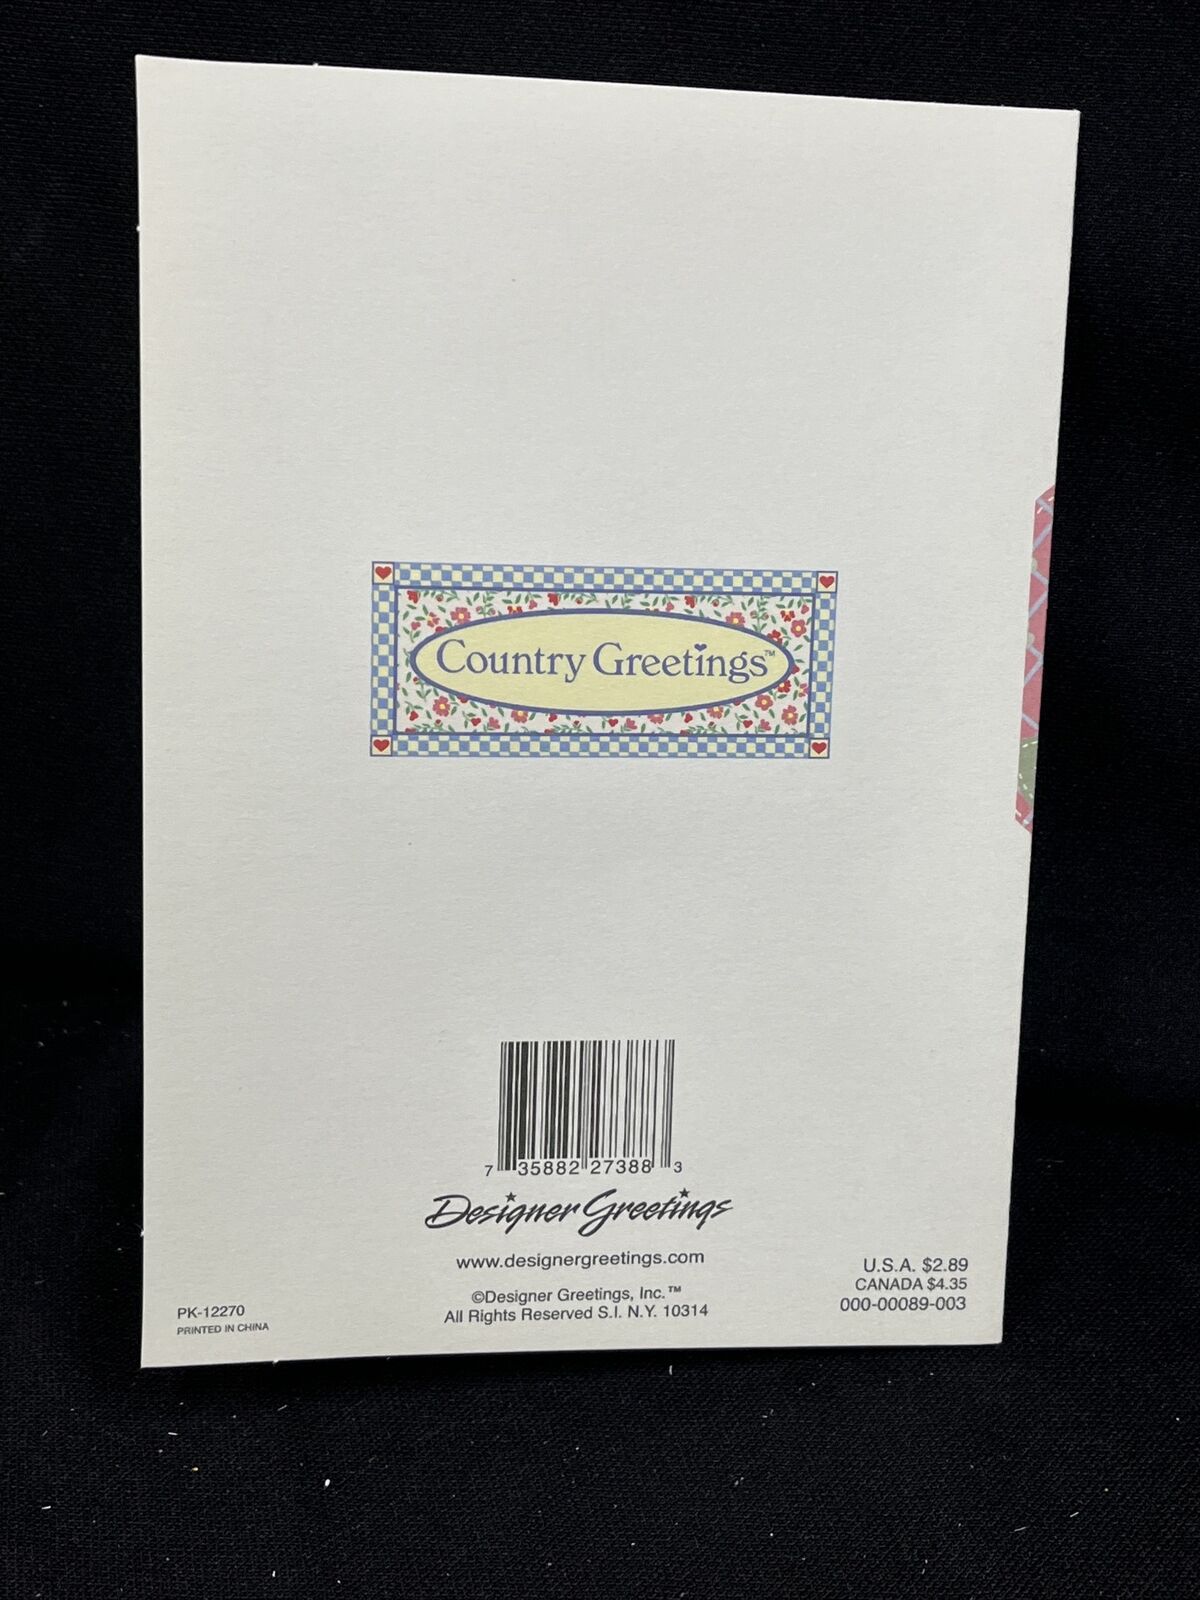 Country Greetings™
7 35882 27388 3
Designer Greetings
www.designergreetings.com
©Designer Greetings, Inc.™
All Rights Reserved S.I. N.Y. 10314
PK-12270
PRINTED IN CHINA
U.S.A. $2.89
CANADA $4.35
000-00089-003